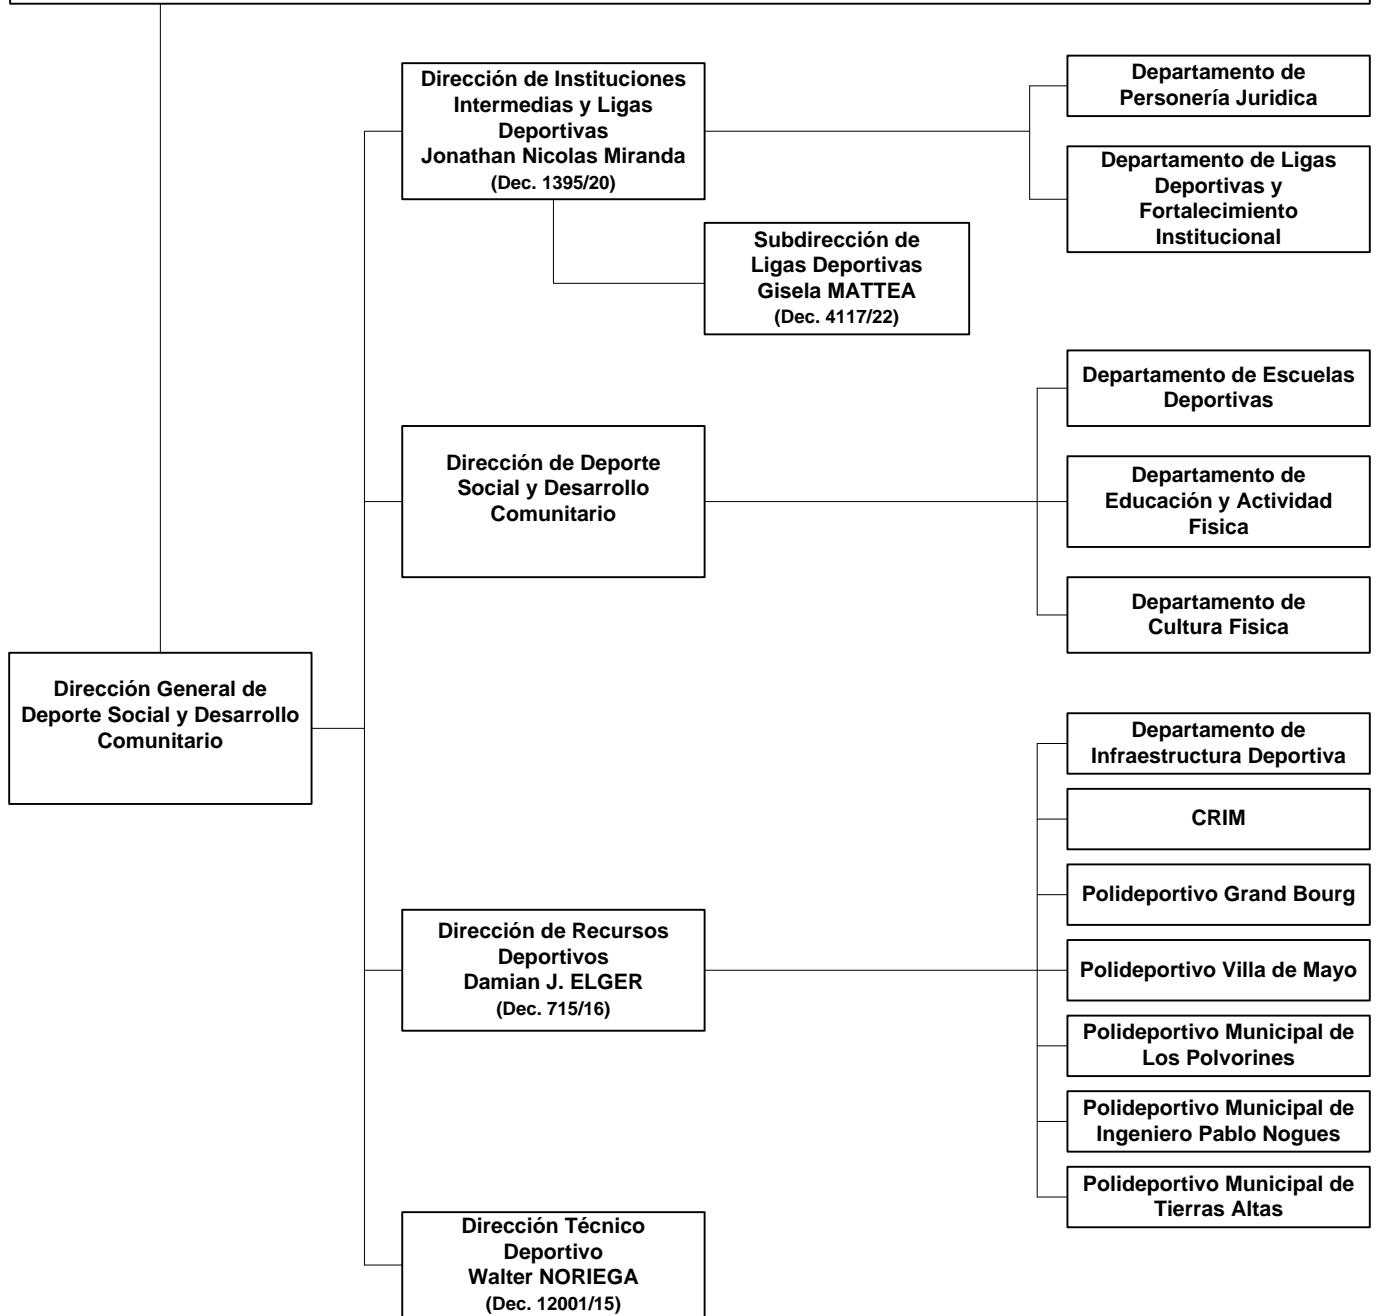 Dirección de Instituciones
Intermedias y Ligas
Deportivas
Jonathan Nicolas Miranda
(Dec. 1395/20)
Departamento de
Personería Juridica
Departamento de Ligas
Deportivas y
Fortalecimiento
Institucional
Subdirección de
Ligas Deportivas
Gisela MATTEA
(Dec. 4117/22)
Departamento de Escuelas
Deportivas
Dirección de Deporte
Social y Desarrollo
Comunitario
Departamento de
Educación y Actividad
Fisica
Departamento de
Cultura Fisica
Dirección General de
Deporte Social y Desarrollo
Comunitario
Departamento de
Infraestructura Deportiva
CRIM
Polideportivo Grand Bourg
Dirección de Recursos
Deportivos
Damian J. ELGER
(Dec. 715/16)
Polideportivo Villa de Mayo
Polideportivo Municipal de
Los Polvorines
Polideportivo Municipal de
Ingeniero Pablo Nogues
Polideportivo Municipal de
Tierras Altas
Dirección Técnico
Deportivo
Walter NORIEGA
(Dec. 12001/15)